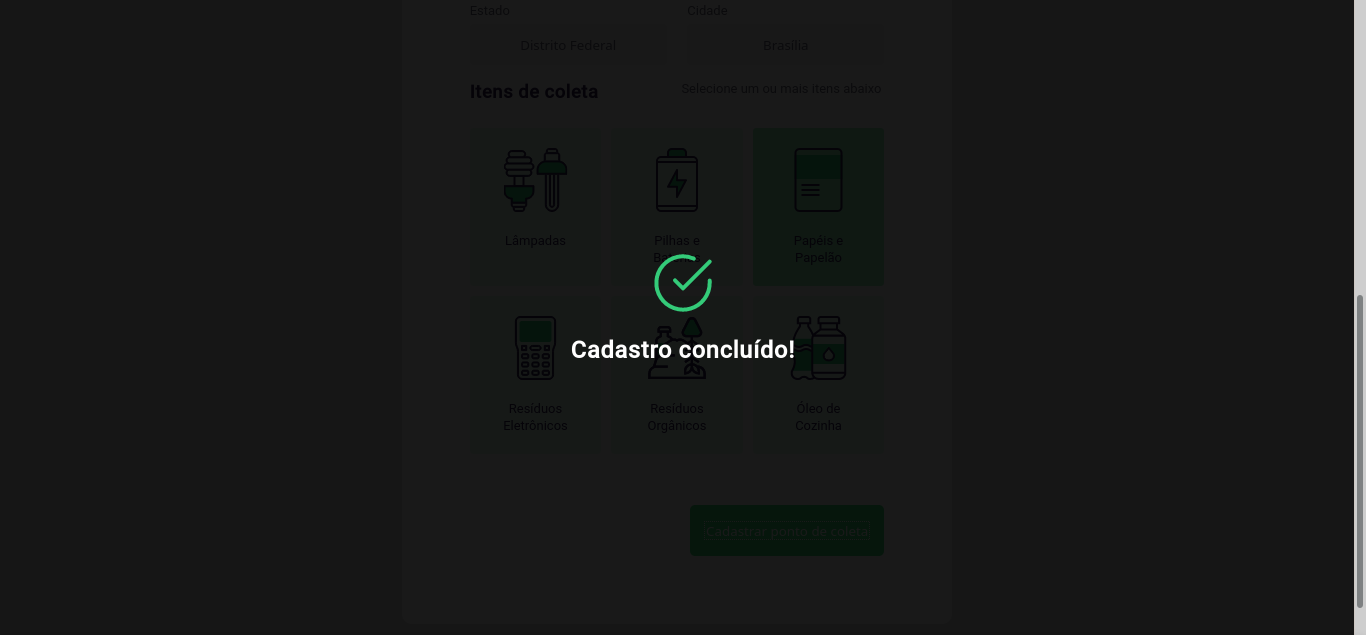 Estado
Cidade
Distrito Federal
Brasília
Itens de coleta
Selecione um ou mais itens abaixo
Lâmpadas
Pilhas e
Papéis e
Papelão
Cadastro concluído!
Resíduos
Eletrônicos
Resíduos
Orgânicos
Óleo de
Cozinha
Cadastrar ponto de coleta